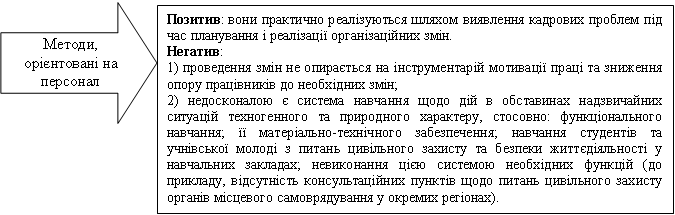 Методи,
орієнтовані на
персонал
Позитив: вони практично реалізуються шляхом виявлення кадрових проблем під
час планування і реалізації організаційних змін.
Негатив:
1) проведення змін не опирається на інструментарій мотивації праці та зниження
опору працівників до необхідних змін;
2) недосконалою є система навчання щодо дій в обставинах надзвичайних
ситуацій техногенного та природного характеру, стосовно: функціонального
навчання; її матеріально-технічного забезпечення; навчання студентів та
учнівської молоді з питань цивільного захисту та безпеки життєдіяльності у
навчальних закладах; невиконання цією системою необхідних функцій (до
прикладу, відсутність консультаційних пунктів щодо питань цивільного захисту
органів місцевого самоврядування у окремих регіонах).